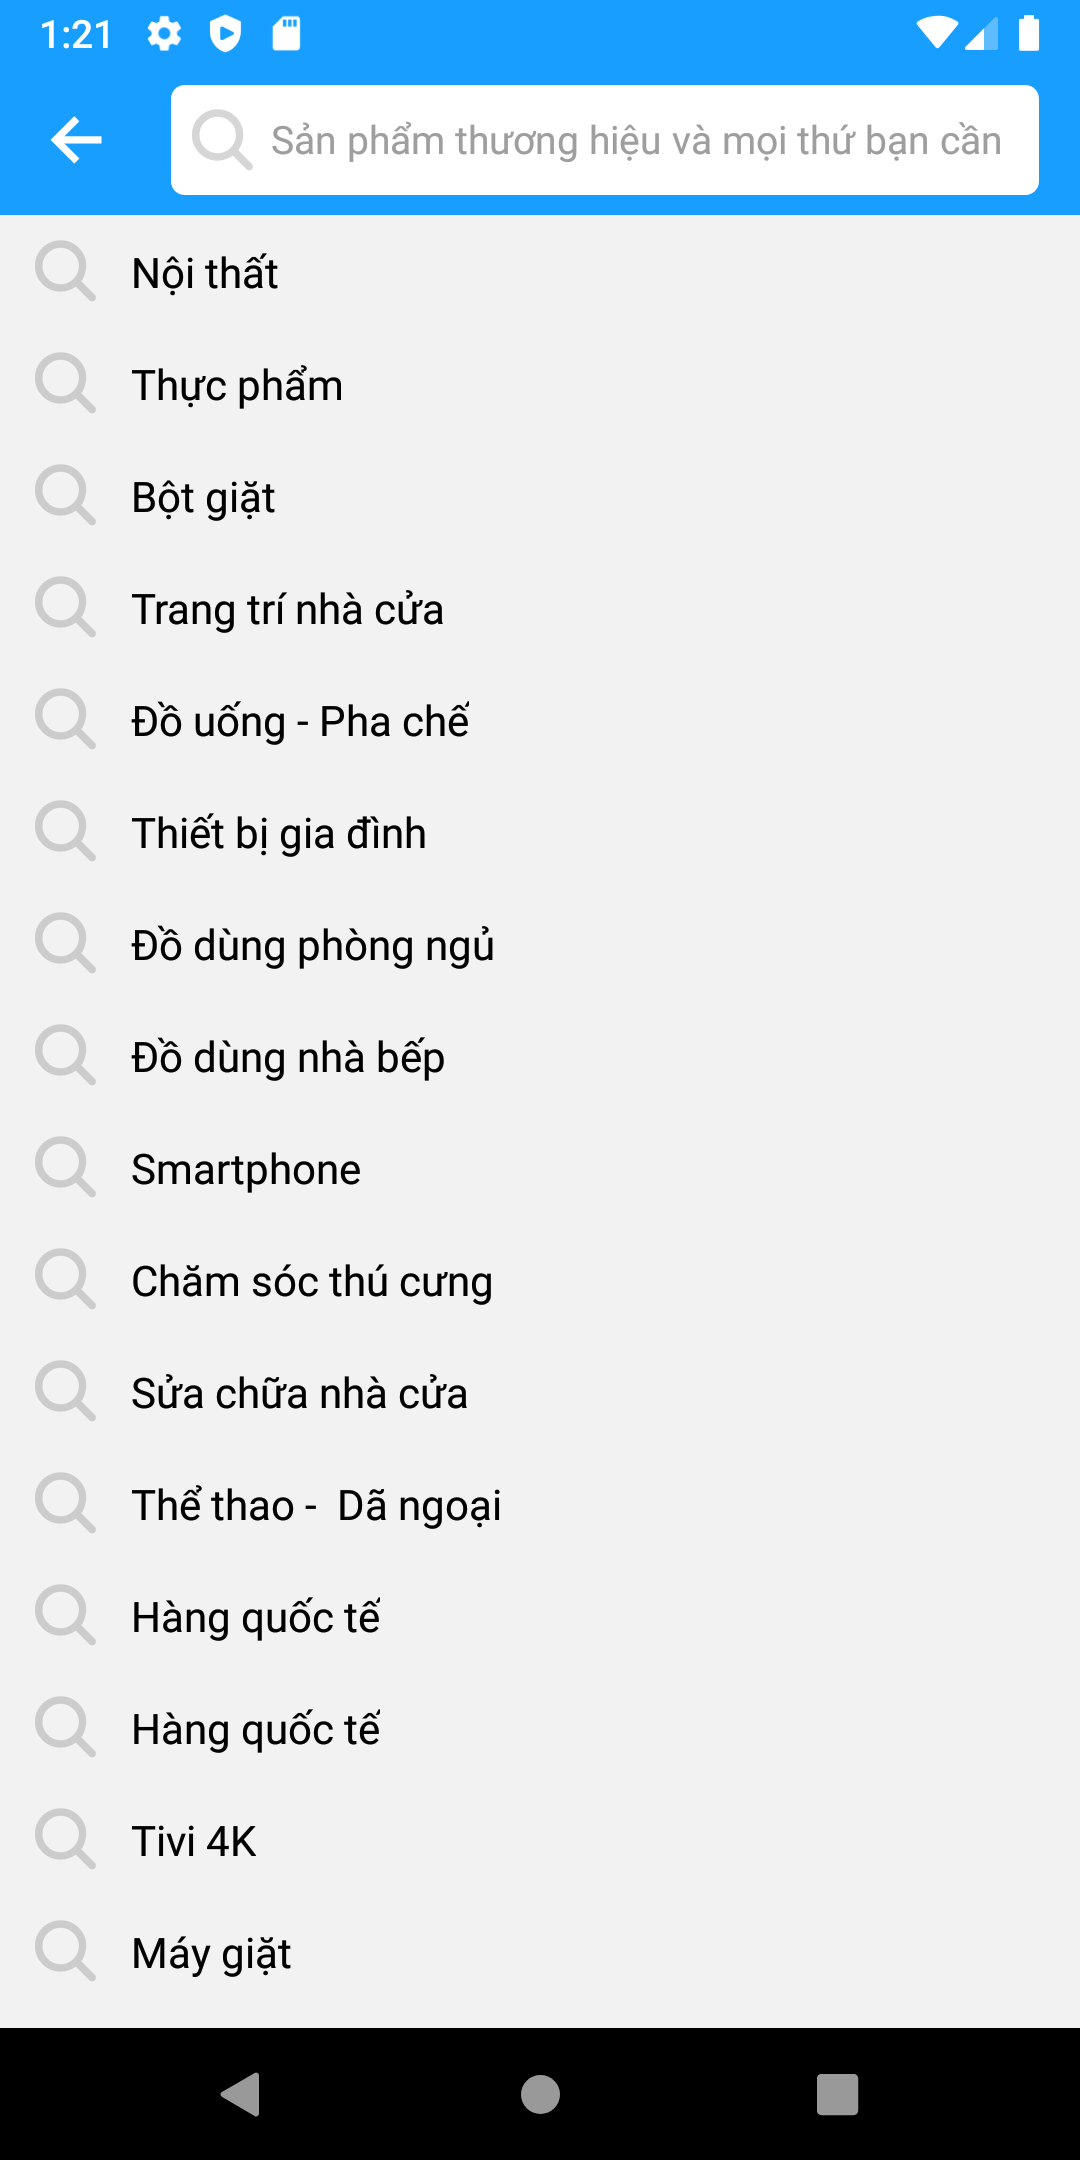 1:21
Sản phẩm thương hiệu và mọi thứ bạn cần
Nội thất
Thực phẩm
Bột giặt
Trang trí nhà cửa
Đồ uống - Pha chế
Thiết bị gia đình
Đồ dùng phòng ngủ
Đồ dùng nhà bếp
Smartphone
Chăm sóc thú cưng
Sửa chữa nhà cửa
Thể thao -  Dã ngoại
Hàng quốc tế
Hàng quốc tế
Tivi 4K
Máy giặt